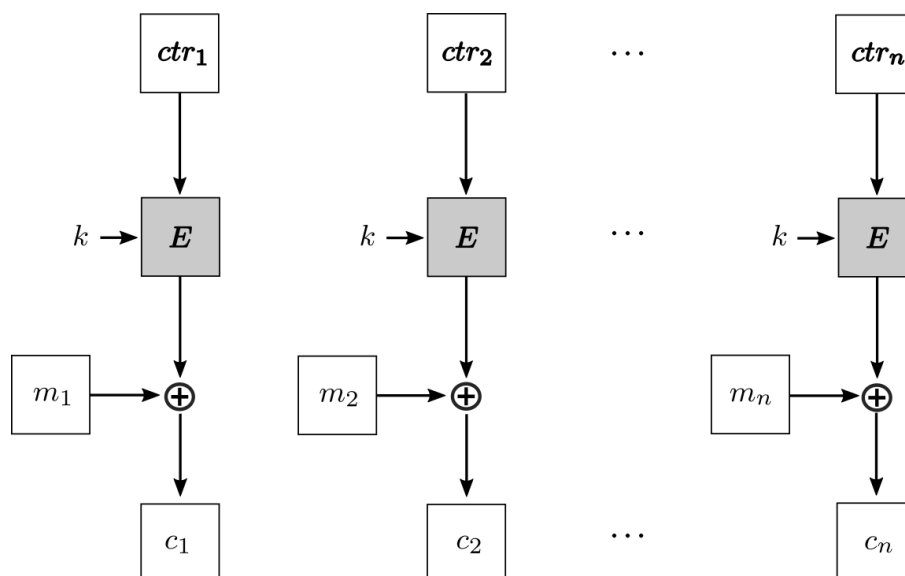 ctr₁ ctr₂ ⋯ ctrₙ
k E k E ⋯ k E
m₁ m₂ mₙ
c₁ c₂ ⋯ cₙ